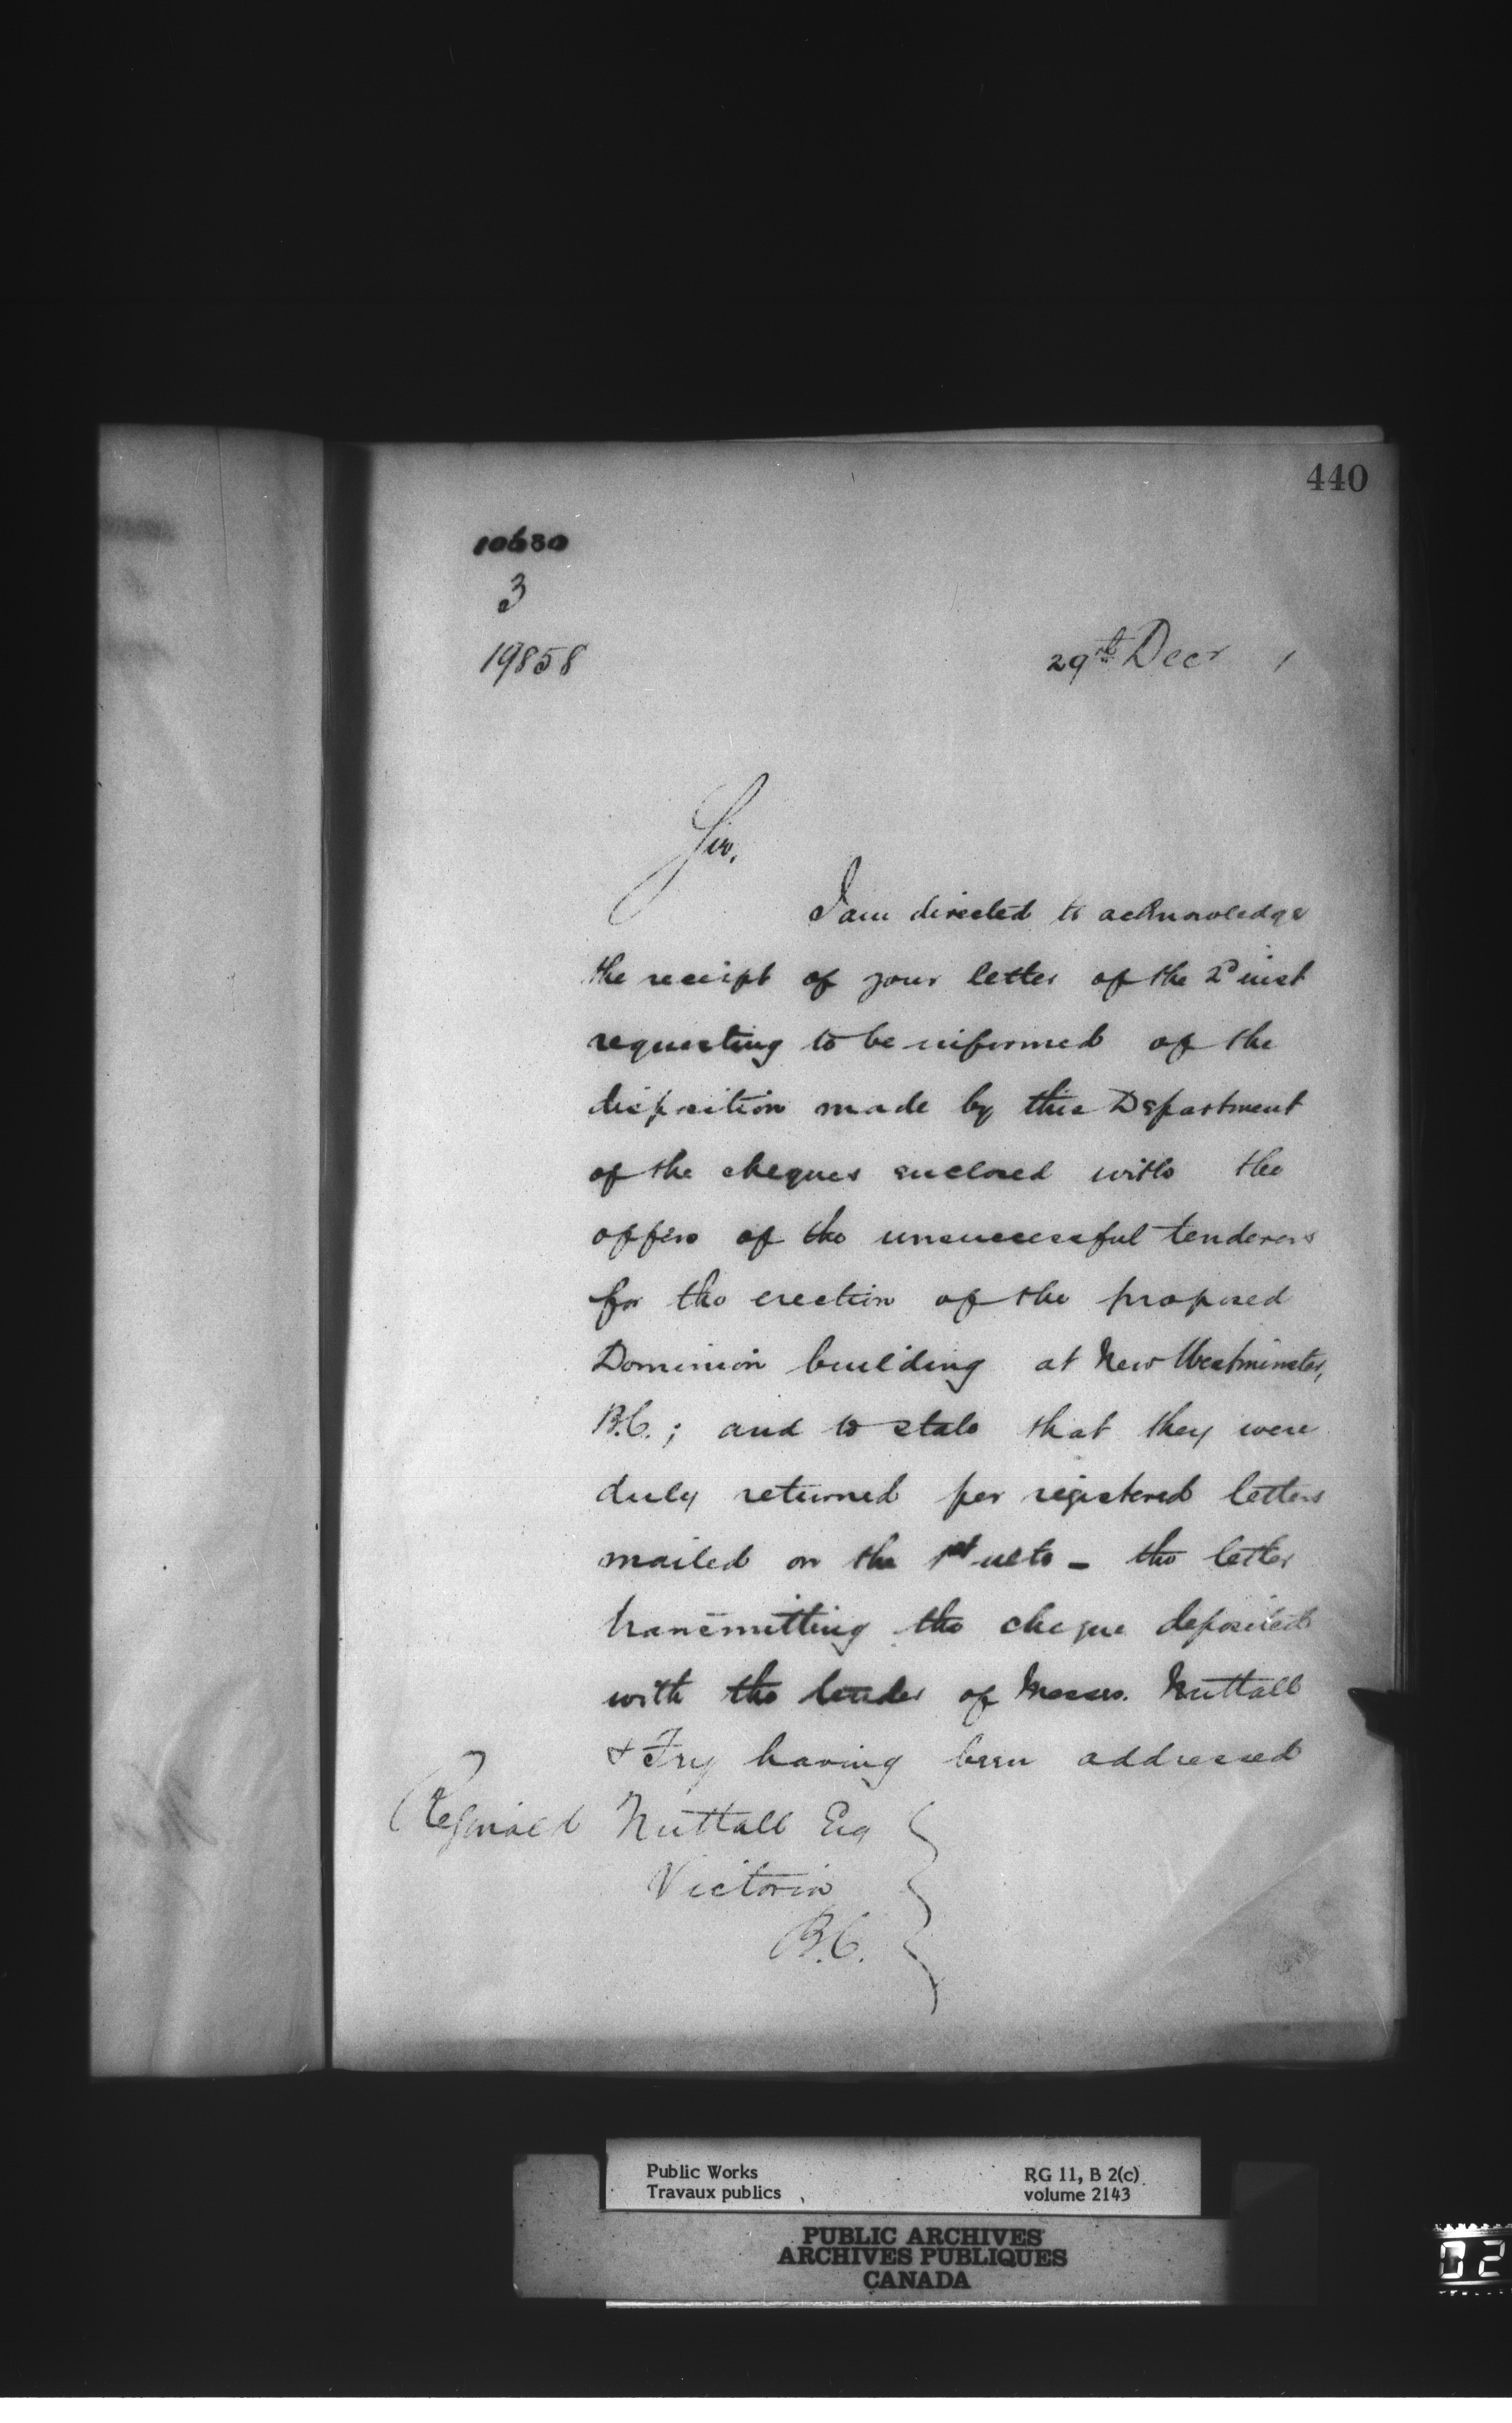 440
10630
3
19858
29th Decr 1
Sir,
I am directed to acknowledge
the receipt of your letter of the 2d inst
requesting to be informed of the
disposition made by this Department
of the cheques enclosed with the
offers of the unsuccessful tenderers
for the erection of the proposed
Dominion building at New Westminster,
B.C.; and to state that they were
duly returned per registered letters
mailed on the 1st ulto - the letter
transmitting the cheque deposited
with the tender of Messrs. Nuttall
& Fry having been addressed
Reginald Nuttall Esq
Victoria
B.C.
Public Works RG 11, B 2(c)
Travaux publics volume 2143
PUBLIC ARCHIVES
ARCHIVES PUBLIQUES
CANADA
02